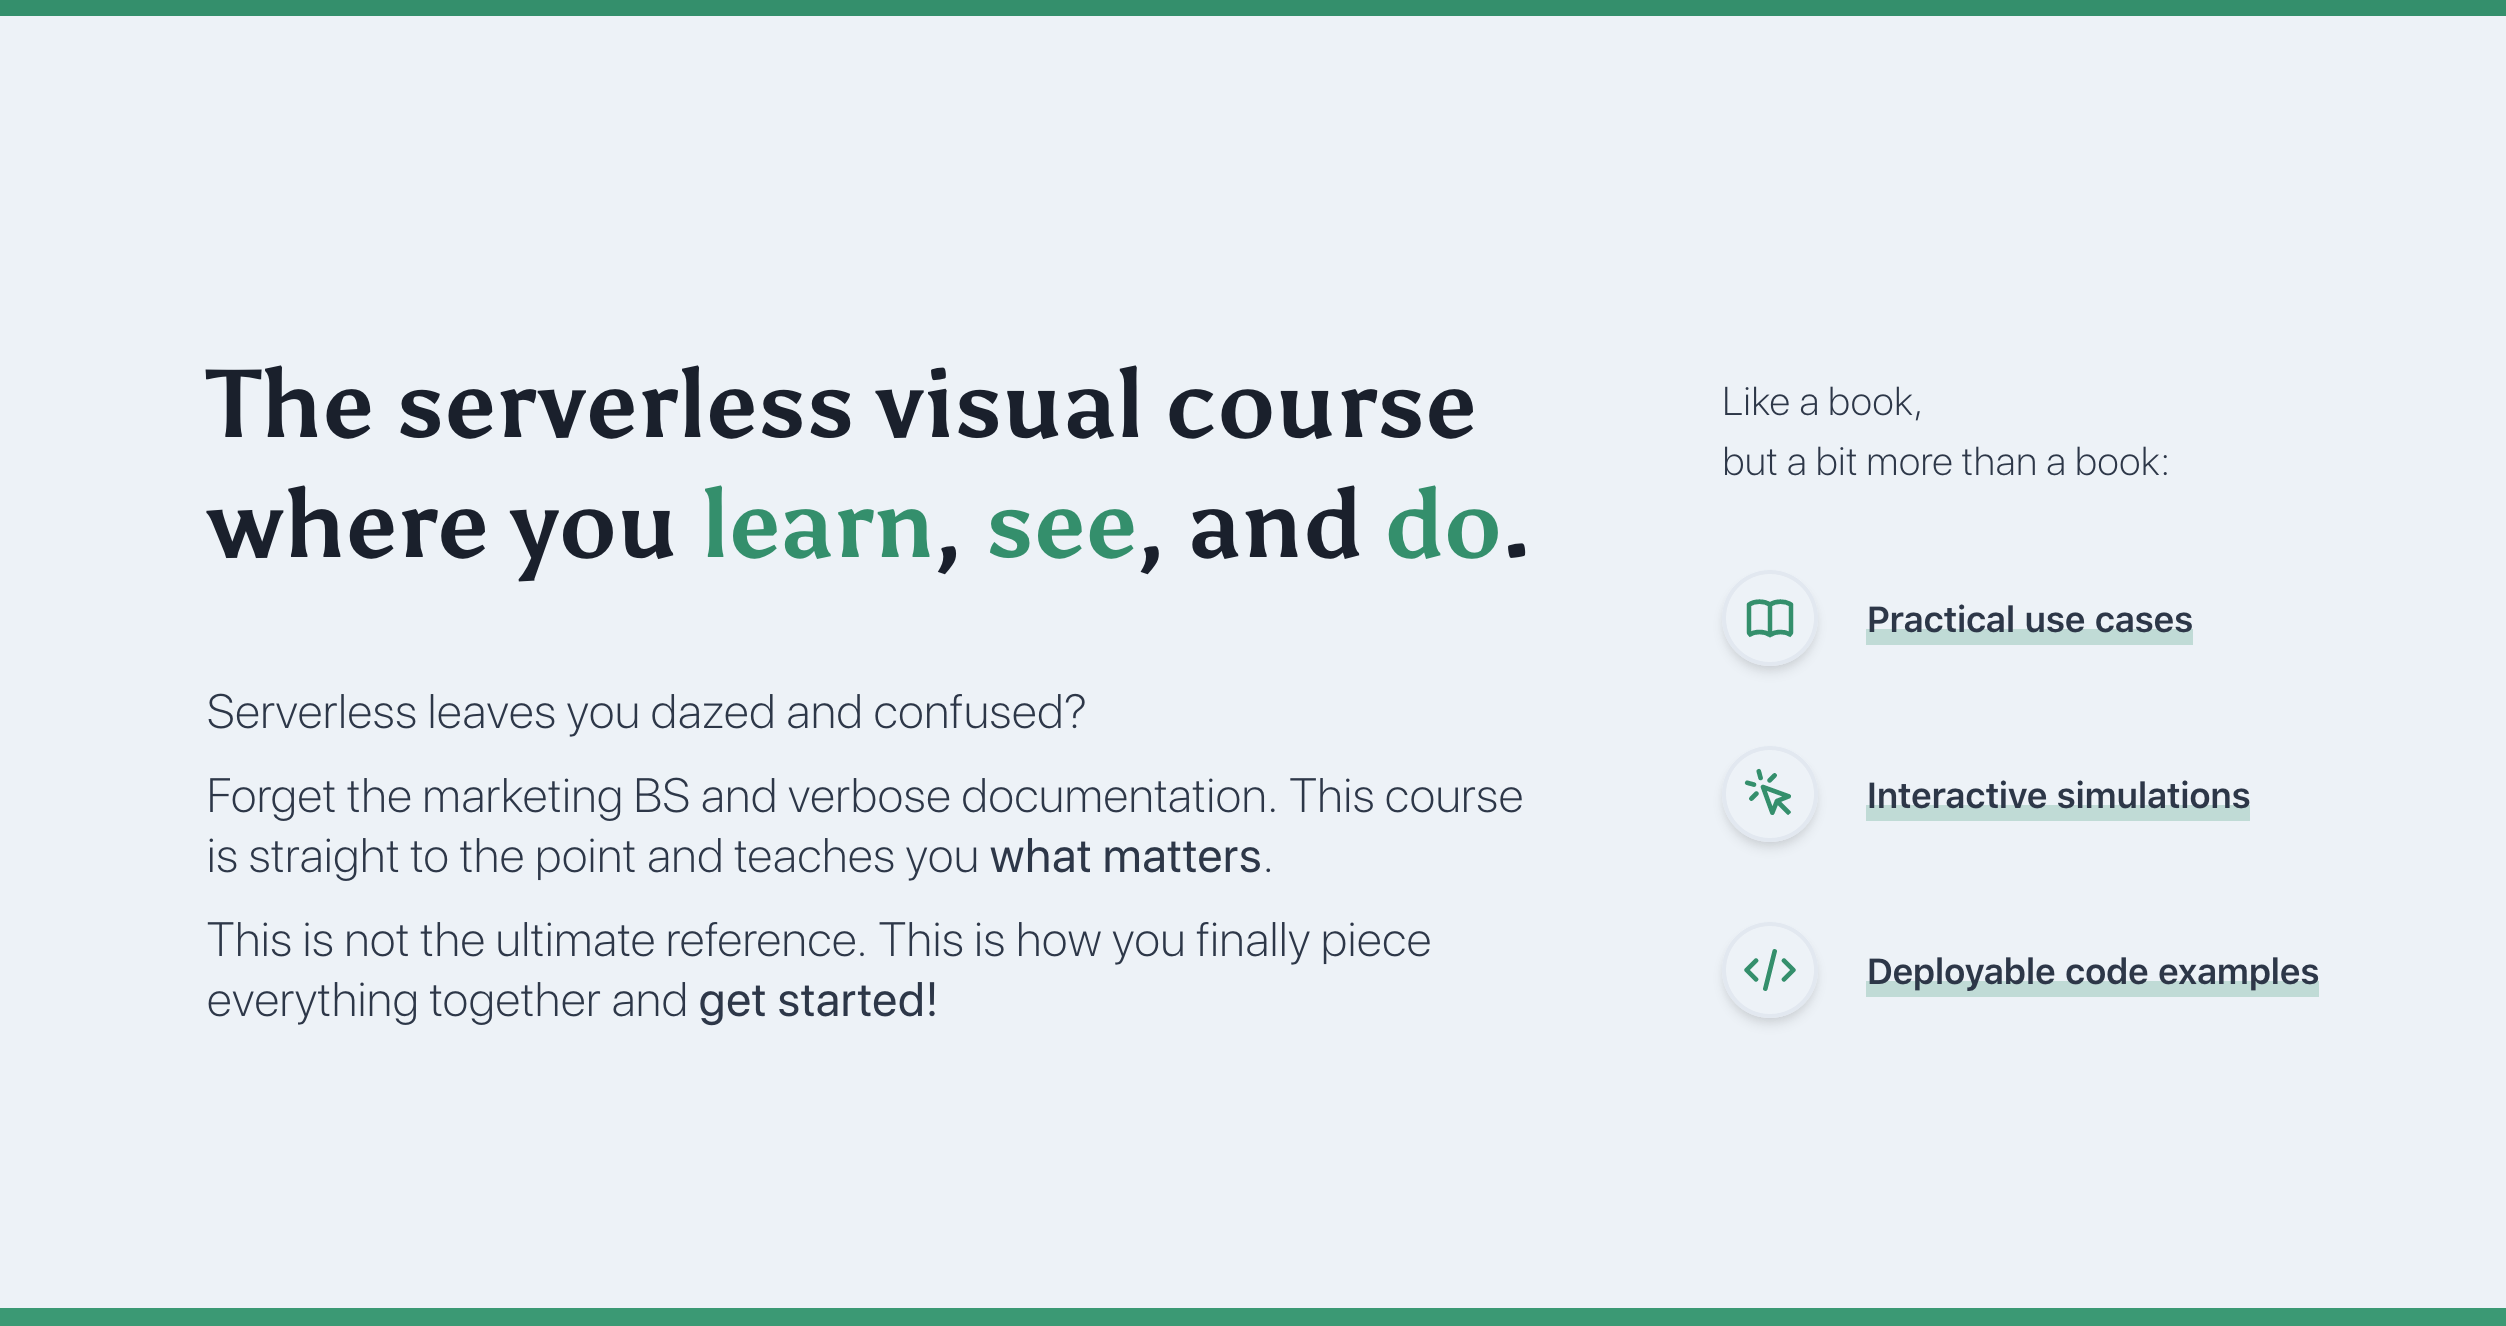 The serverless visual course
where you learn, see, and do.
Serverless leaves you dazed and confused?
Forget the marketing BS and verbose documentation. This course
is straight to the point and teaches you what matters.
This is not the ultimate reference. This is how you finally piece
everything together and get started!
Like a book,
but a bit more than a book:
Practical use cases
Interactive simulations
Deployable code examples